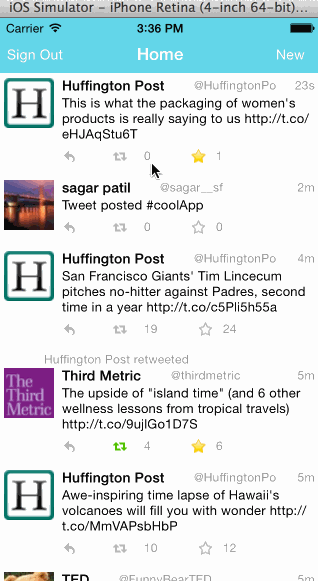 iOS Simulator – iPhone Retina (4-inch 64-bit)...
Carrier 3:36 PM
Sign Out Home New
Huffington Post @HuffingtonPo 23s
This is what the packaging of women's
products is really saying to us http://t.co/
eHJAqStu6T
0 1
sagar patil @sagar__sf 2m
Tweet posted #coolApp
0 0
Huffington Post @HuffingtonPo 4m
San Francisco Giants' Tim Lincecum
pitches no-hitter against Padres, second
time in a year http://t.co/c5Pli5h55a
19 24
Huffington Post retweeted
The Third Metric
Third Metric @thirdmetric 5m
The upside of "island time" (and 6 other
wellness lessons from tropical travels)
http://t.co/9ujlGo1D7S
4 6
Huffington Post @HuffingtonPo 5m
Awe-inspiring time lapse of Hawaii's
volcanoes will fill you with wonder http://
t.co/MmVAPsbHbP
10 12
TED @FunnyBearTED 5m